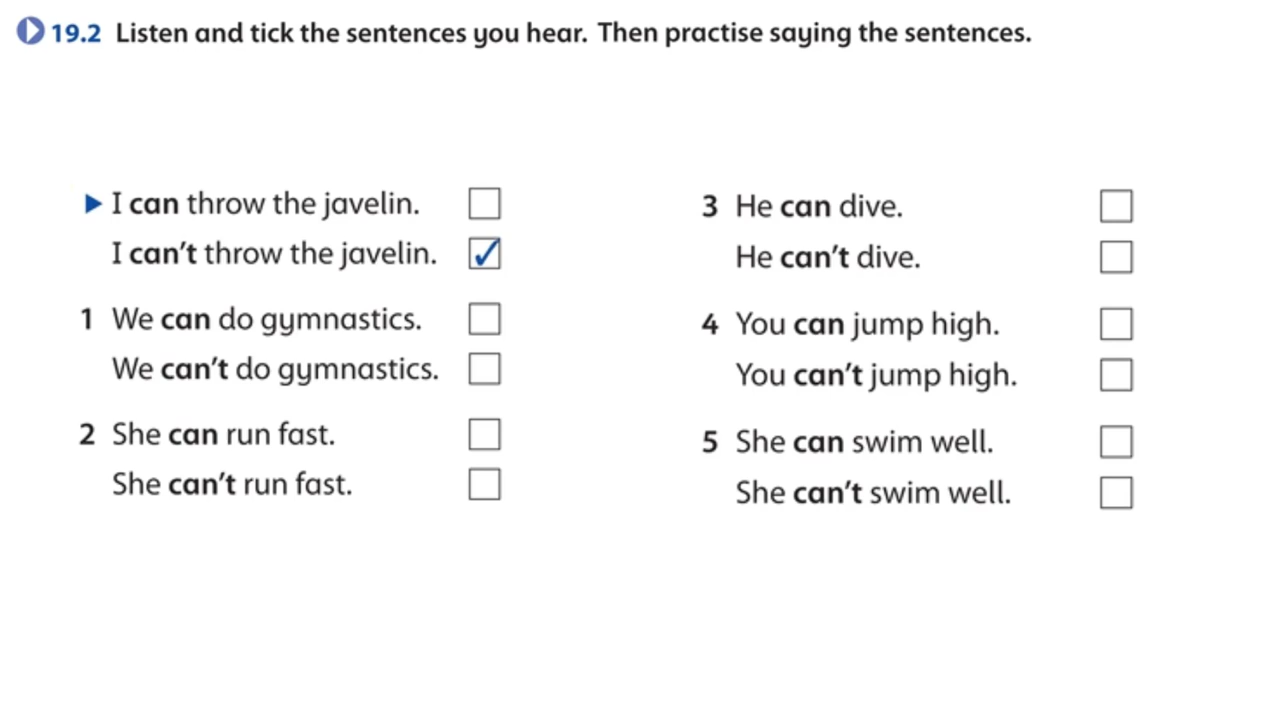 19.2 Listen and tick the sentences you hear. Then practise saying the sentences.
I can throw the javelin.
I can't throw the javelin.
1 We can do gymnastics.
We can't do gymnastics.
2 She can run fast.
She can't run fast.
3 He can dive.
He can't dive.
4 You can jump high.
You can't jump high.
5 She can swim well.
She can't swim well.